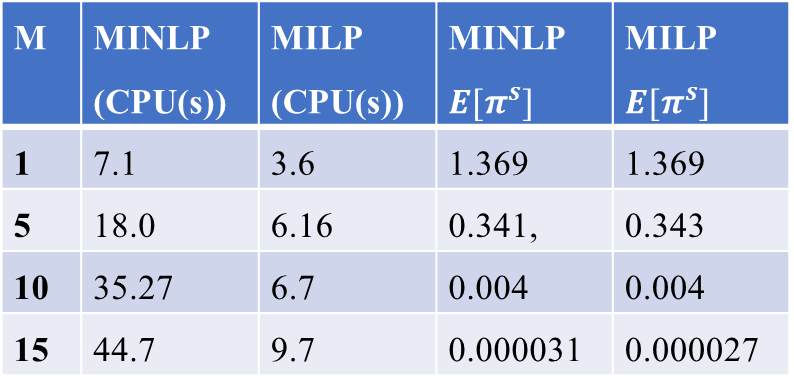 M MINLP MILP MINLP MILP
(CPU(s)) (CPU(s)) E[πˢ] E[πˢ]
1 7.1 3.6 1.369 1.369
5 18.0 6.16 0.341, 0.343
10 35.27 6.7 0.004 0.004
15 44.7 9.7 0.000031 0.000027